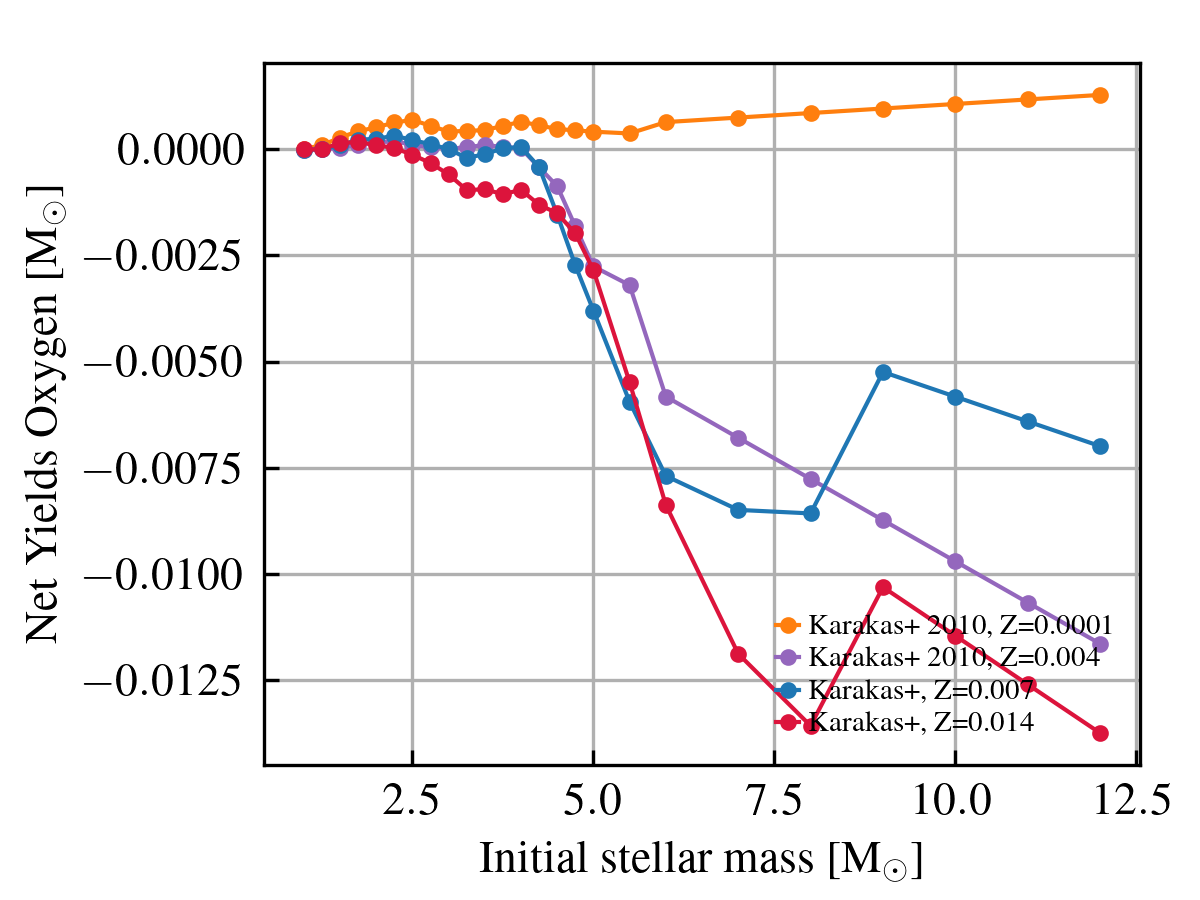 0.0000
−0.0025
−0.0050
−0.0075
−0.0100
−0.0125
Net Yields Oxygen [M⊙]
Karakas+ 2010, Z=0.0001
Karakas+ 2010, Z=0.004
Karakas+, Z=0.007
Karakas+, Z=0.014
2.5 5.0 7.5 10.0 12.5
Initial stellar mass [M⊙]